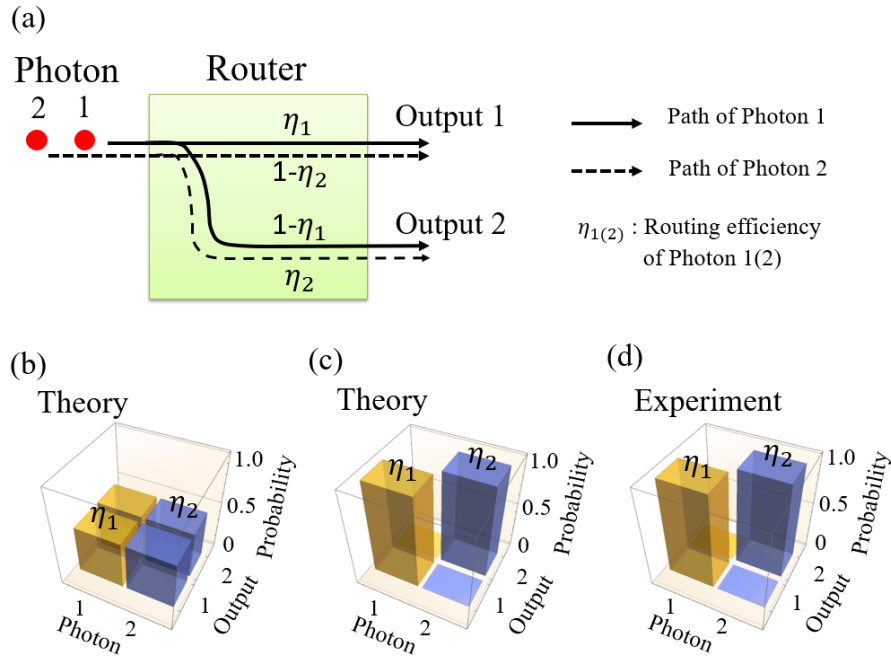 (a)
Photon
Router
2 1
η₁
Output 1
1-η₂
1-η₁
Output 2
η₂
Path of Photon 1
Path of Photon 2
η₁₍₂₎ : Routing efficiency
of Photon 1(2)
(b)
Theory
η₁
η₂
1.0
0.5
0
Probability
1
2
Photon
1
2
Output
(c)
Theory
η₁
η₂
1.0
0.5
0
Probability
1
2
Photon
1
2
Output
(d)
Experiment
η₁
η₂
1.0
0.5
0
Probability
1
2
Photon
1
2
Output